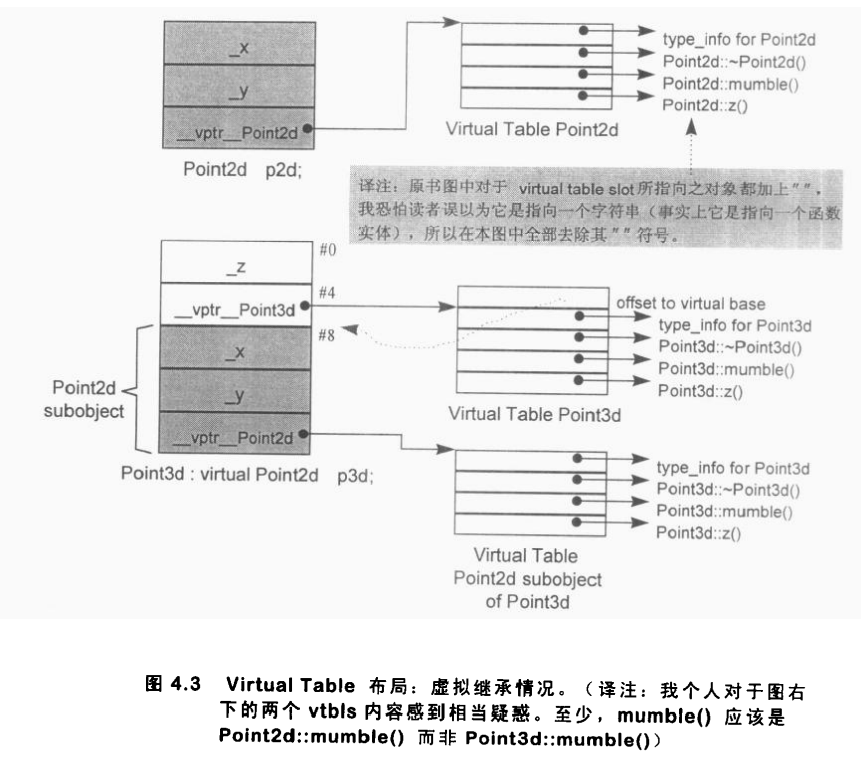 _x
_y
__vptr__Point2d
Point2d p2d;
type_info for Point2d
Point2d::~Point2d()
Point2d::mumble()
Point2d::z()
Virtual Table Point2d
译注：原书图中对于 virtual table slot所指向之对象都加上""，
我恐怕读者误以为它是指向一个字符串（事实上它是指向一个函数
实体），所以在本图中全部去除其""符号。
#0
_z
#4
__vptr__Point3d
#8
_x
_y
__vptr__Point2d
Point2d
subobject
Point3d : virtual Point2d p3d;
offset to virtual base
type_info for Point3d
Point3d::~Point3d()
Point3d::mumble()
Point3d::z()
Virtual Table Point3d
type_info for Point3d
Point3d::~Point3d()
Point3d::mumble()
Point3d::z()
Virtual Table
Point2d subobject
of Point3d
图 4.3 Virtual Table 布局：虚拟继承情况。（译注：我个人对于图右
下的两个 vtbls 内容感到相当疑惑。至少，mumble() 应该是
Point2d::mumble() 而非 Point3d::mumble()）